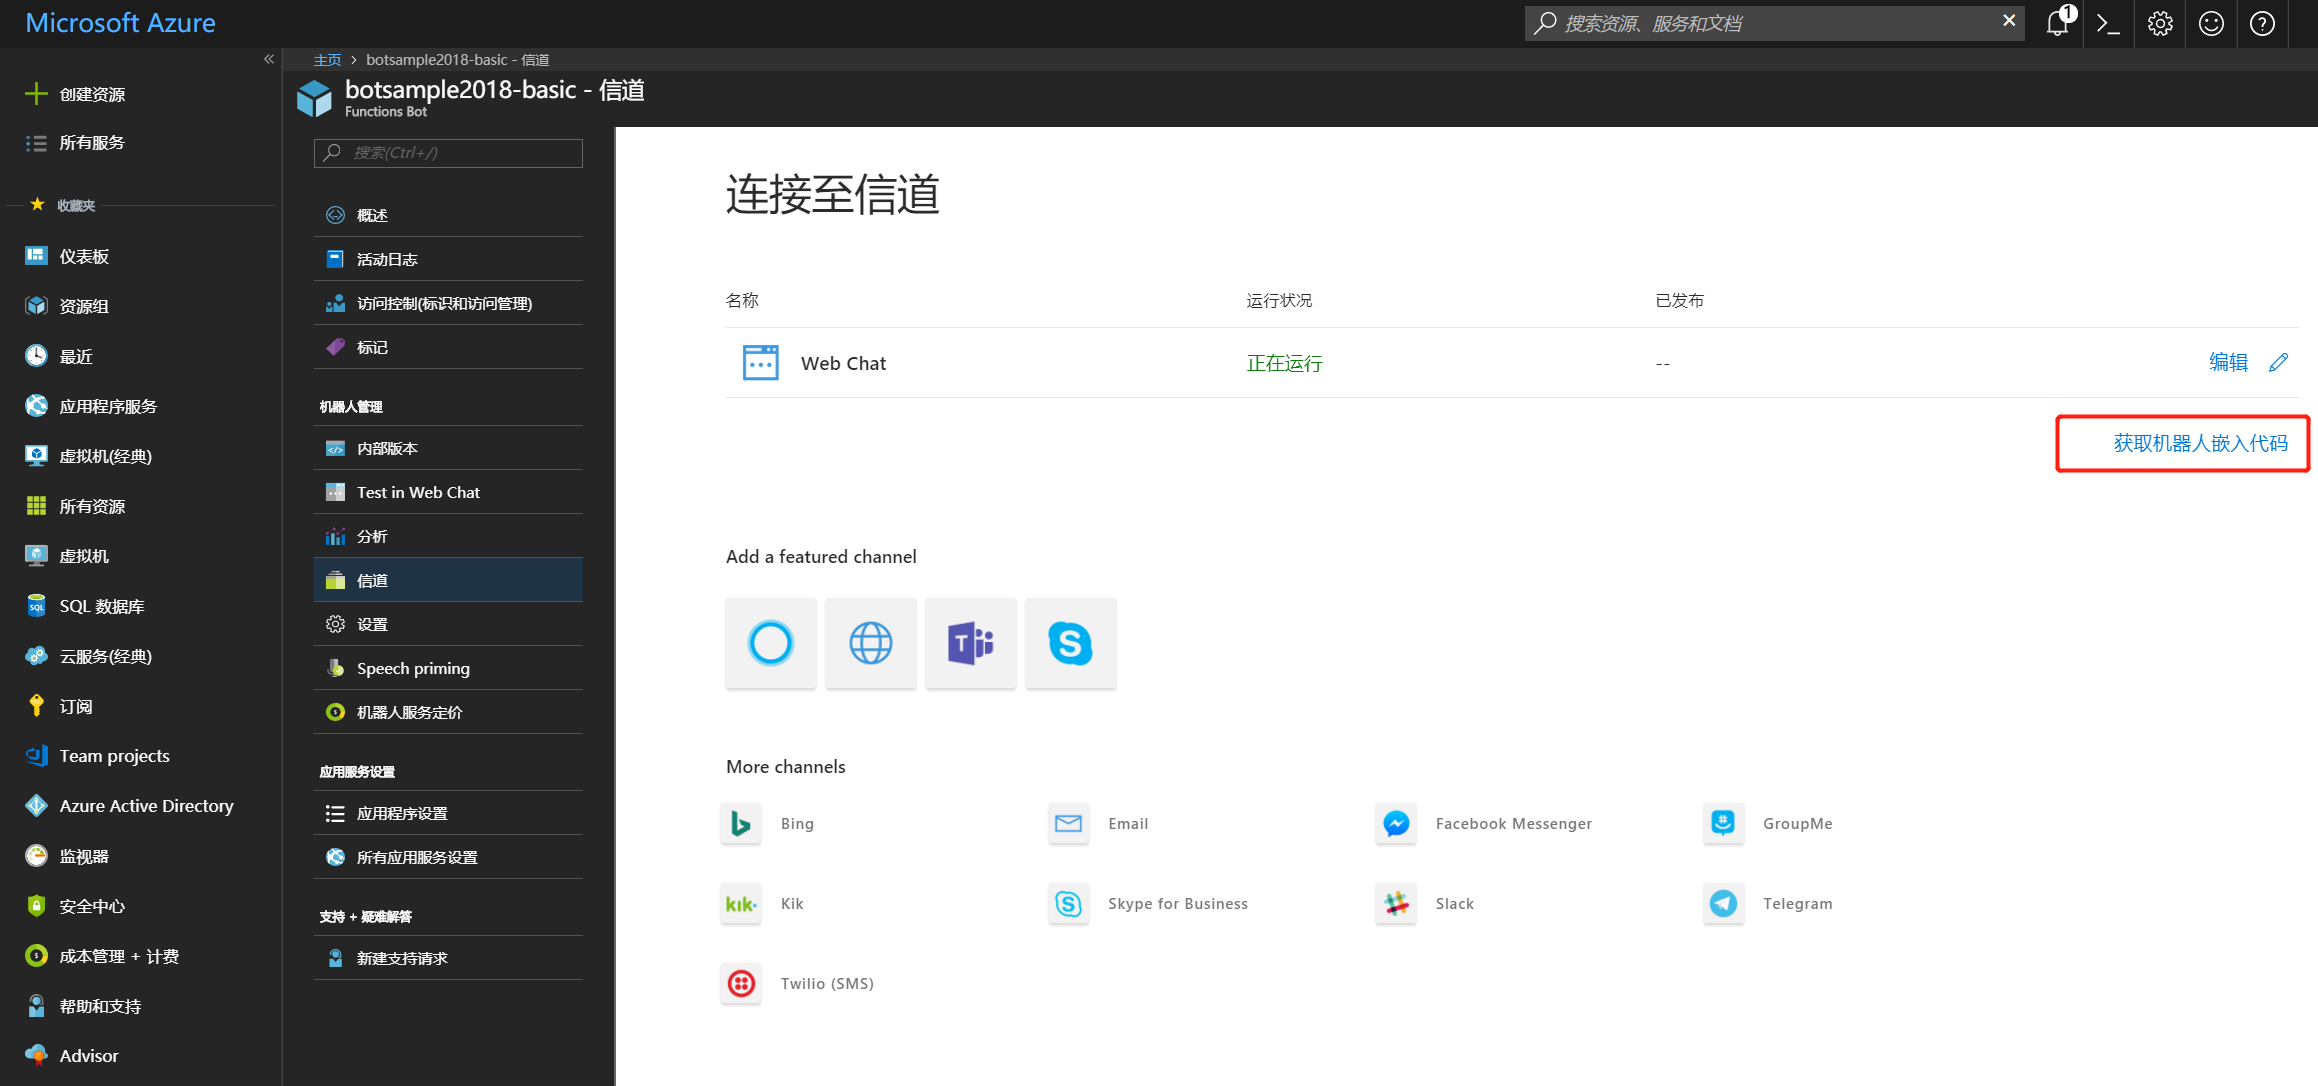 Microsoft Azure
搜索资源、服务和文档
1
创建资源
所有服务
收藏夹
仪表板
资源组
最近
应用程序服务
虚拟机(经典)
所有资源
虚拟机
SQL 数据库
云服务(经典)
订阅
Team projects
Azure Active Directory
监视器
安全中心
成本管理 + 计费
帮助和支持
Advisor
主页 > botsample2018-basic - 信道
botsample2018-basic - 信道
Functions Bot
搜索(Ctrl+/)
概述
活动日志
访问控制(标识和访问管理)
标记
机器人管理
内部版本
Test in Web Chat
分析
信道
设置
Speech priming
机器人服务定价
应用服务设置
应用程序设置
所有应用服务设置
支持 + 疑难解答
新建支持请求
连接至信道
名称 运行状况 已发布
Web Chat 正在运行 -- 编辑
获取机器人嵌入代码
Add a featured channel
More channels
Bing Email Facebook Messenger GroupMe
Kik Skype for Business Slack Telegram
Twilio (SMS)